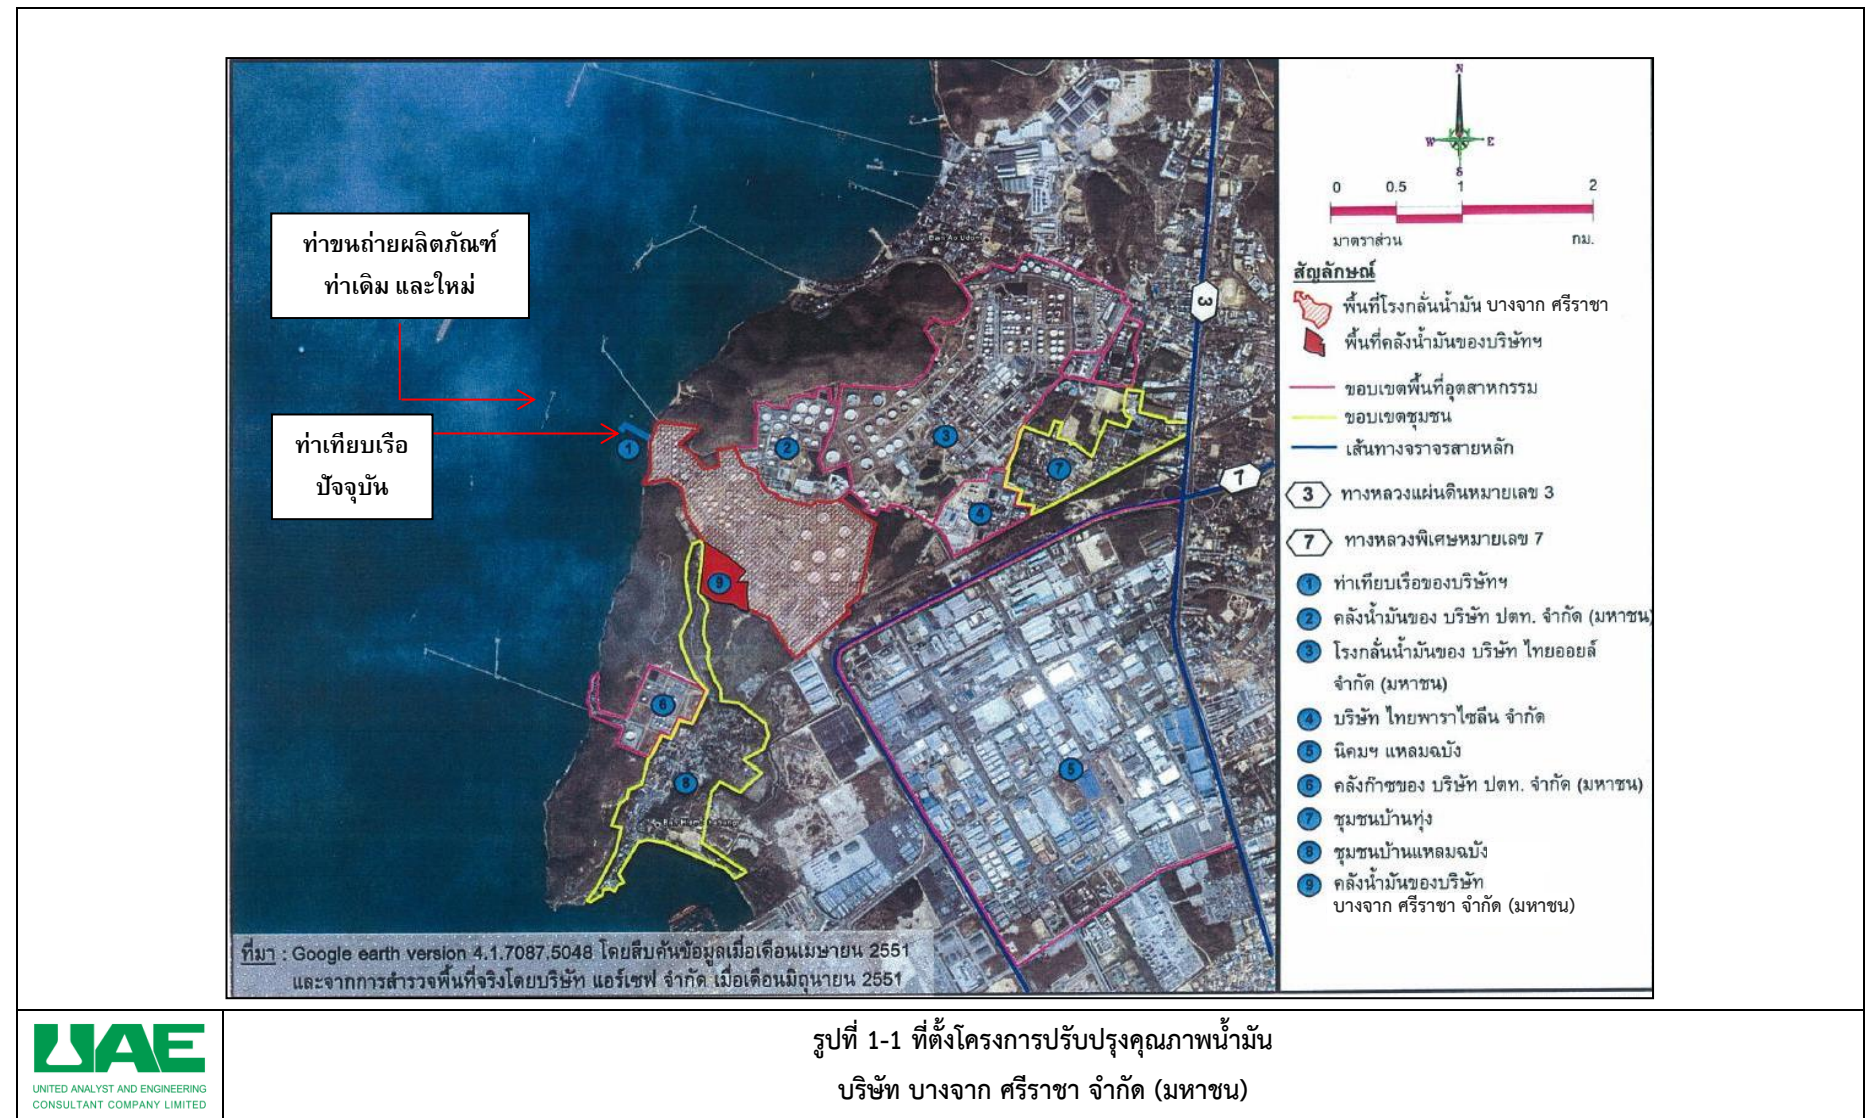 ท่าขนถ่ายผลิตภัณฑ์
ท่าเดิม และใหม่
ท่าเทียบเรือ
ปัจจุบัน
Ban Ao Udom
3
7
1
2
3
4
5
6
7
8
9
N
W
E
S
0 0.5 1 2
มาตราส่วน กม.
สัญลักษณ์
พื้นที่โรงกลั่นน้ำมัน บางจาก ศรีราชา
พื้นที่คลังน้ำมันของบริษัทฯ
ขอบเขตพื้นที่อุตสาหกรรม
ขอบเขตชุมชน
เส้นทางจราจรสายหลัก
3 ทางหลวงแผ่นดินหมายเลข 3
7 ทางหลวงพิเศษหมายเลข 7
1 ท่าเทียบเรือของบริษัทฯ
2 คลังน้ำมันของ บริษัท ปตท. จำกัด (มหาชน)
3 โรงกลั่นน้ำมันของ บริษัท ไทยออยล์
จำกัด (มหาชน)
4 บริษัท ไทยพาราไซลีน จำกัด
5 นิคมฯ แหลมฉบัง
6 คลังก๊าซของ บริษัท ปตท. จำกัด (มหาชน)
7 ชุมชนบ้านทุ่ง
8 ชุมชนบ้านแหลมฉบัง
9 คลังน้ำมันของบริษัท
บางจาก ศรีราชา จำกัด (มหาชน)
ที่มา : Google earth version 4.1.7087.5048 โดยสืบค้นข้อมูลเมื่อเดือนเมษายน 2551
และจากการสำรวจพื้นที่จริงโดยบริษัท แอร์เซฟ จำกัด เมื่อเดือนมิถุนายน 2551
UAE
UNITED ANALYST AND ENGINEERING
CONSULTANT COMPANY LIMITED
รูปที่ 1-1 ที่ตั้งโครงการปรับปรุงคุณภาพน้ำมัน
บริษัท บางจาก ศรีราชา จำกัด (มหาชน)